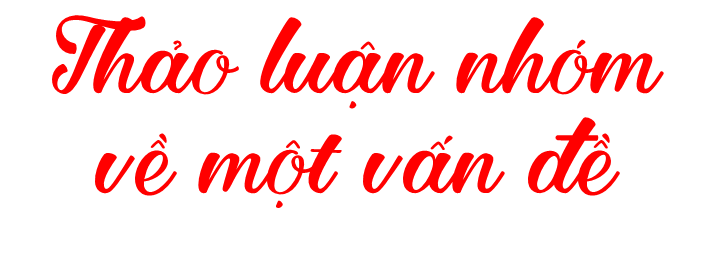 Thảo luận nhóm
về một vấn đề